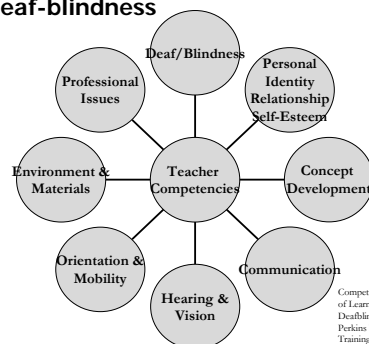 eaf-blindness
Deaf/Blindness
Professional
Issues
Personal
Identity
Relationship
Self-Esteem
Environment &
Materials
Teacher
Competencies
Concept
Development
Orientation &
Mobility
Communication
Hearing &
Vision
Compet
of Learn
Deafblin
Perkins
Training